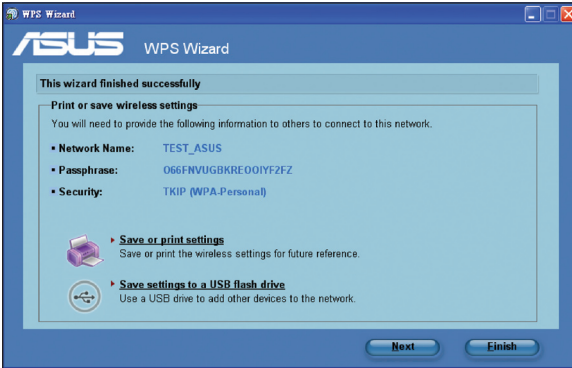 WPS Wizard
ASUS WPS Wizard
This wizard finished successfully
Print or save wireless settings
You will need to provide the following information to others to connect to this network.
Network Name: TEST_ASUS
Passphrase: O66FNVUGBKREOOIYF2FZ
Security: TKIP (WPA-Personal)
Save or print settings
Save or print the wireless settings for future reference.
Save settings to a USB flash drive
Use a USB drive to add other devices to the network.
Next Finish